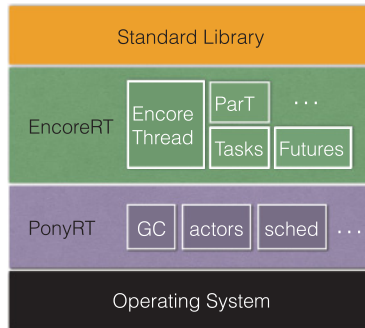 Standard Library
EncoreRT
Encore
Thread
ParT
...
Tasks
Futures
PonyRT
GC
actors
sched
...
Operating System